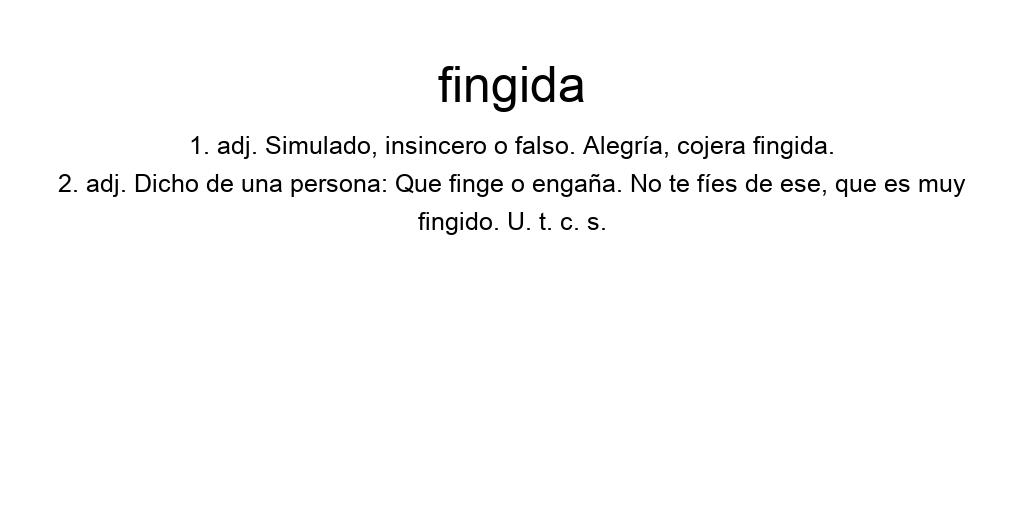 fingida
1. adj. Simulado, insincero o falso. Alegría, cojera fingida.
2. adj. Dicho de una persona: Que finge o engaña. No te fíes de ese, que es muy
fingido. U. t. c. s.